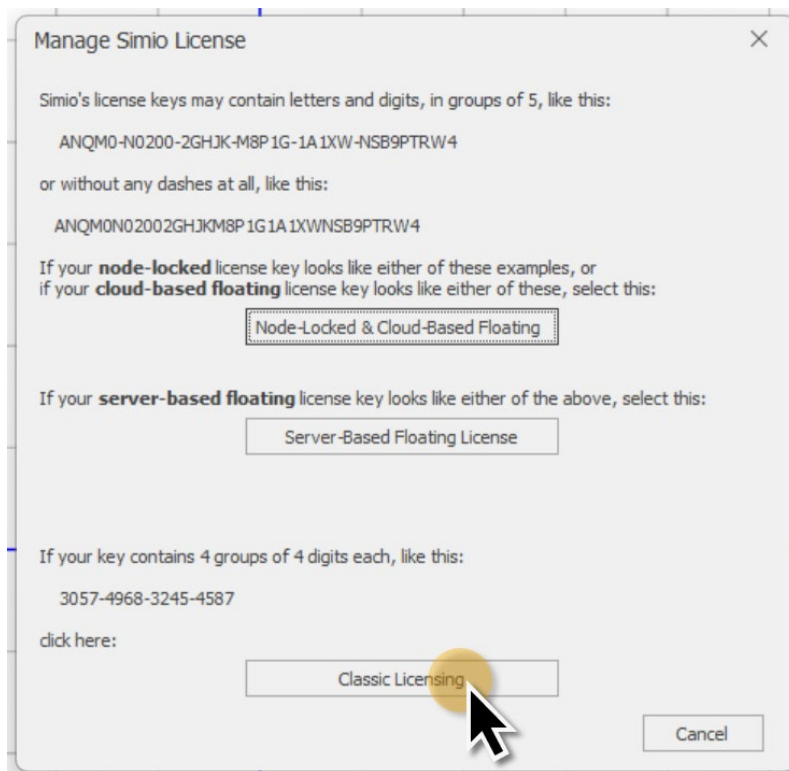 Manage Simio License
Simio's license keys may contain letters and digits, in groups of 5, like this:
ANQM0-N0200-2GHJK-M8P1G-1A1XW-NSB9PTRW4
or without any dashes at all, like this:
ANQM0N02002GHJKM8P1G1A1XWNSB9PTRW4
If your node-locked license key looks like either of these examples, or
if your cloud-based floating license key looks like either of these, select this:
Node-Locked & Cloud-Based Floating
If your server-based floating license key looks like either of the above, select this:
Server-Based Floating License
If your key contains 4 groups of 4 digits each, like this:
3057-4968-3245-4587
click here:
Classic Licensing
Cancel